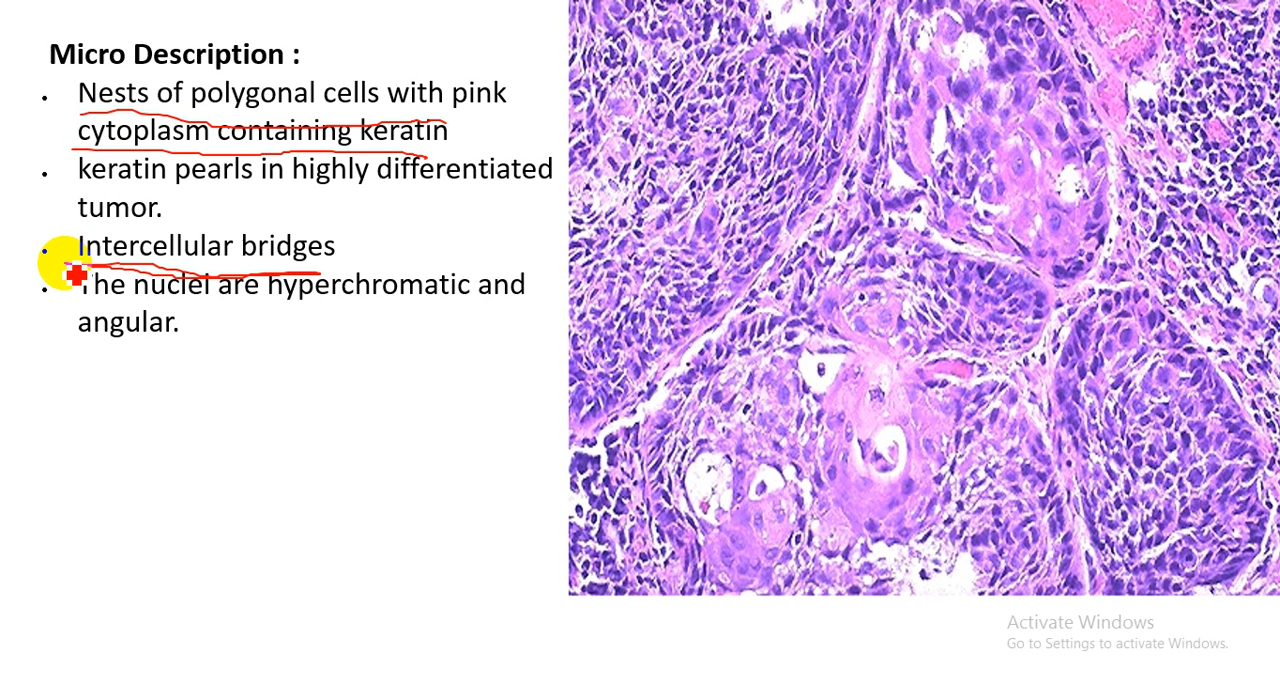 Micro Description :
• Nests of polygonal cells with pink
cytoplasm containing keratin
• keratin pearls in highly differentiated
tumor.
• Intercellular bridges
• The nuclei are hyperchromatic and
angular.
Activate Windows
Go to Settings to activate Windows.